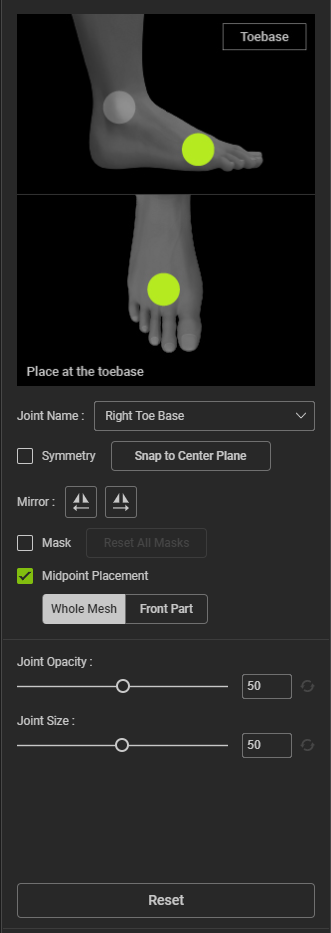 Toebase
Place at the toebase
Joint Name : Right Toe Base
Symmetry Snap to Center Plane
Mirror :
Mask Reset All Masks
Midpoint Placement
Whole Mesh Front Part
Joint Opacity :
50
Joint Size :
50
Reset